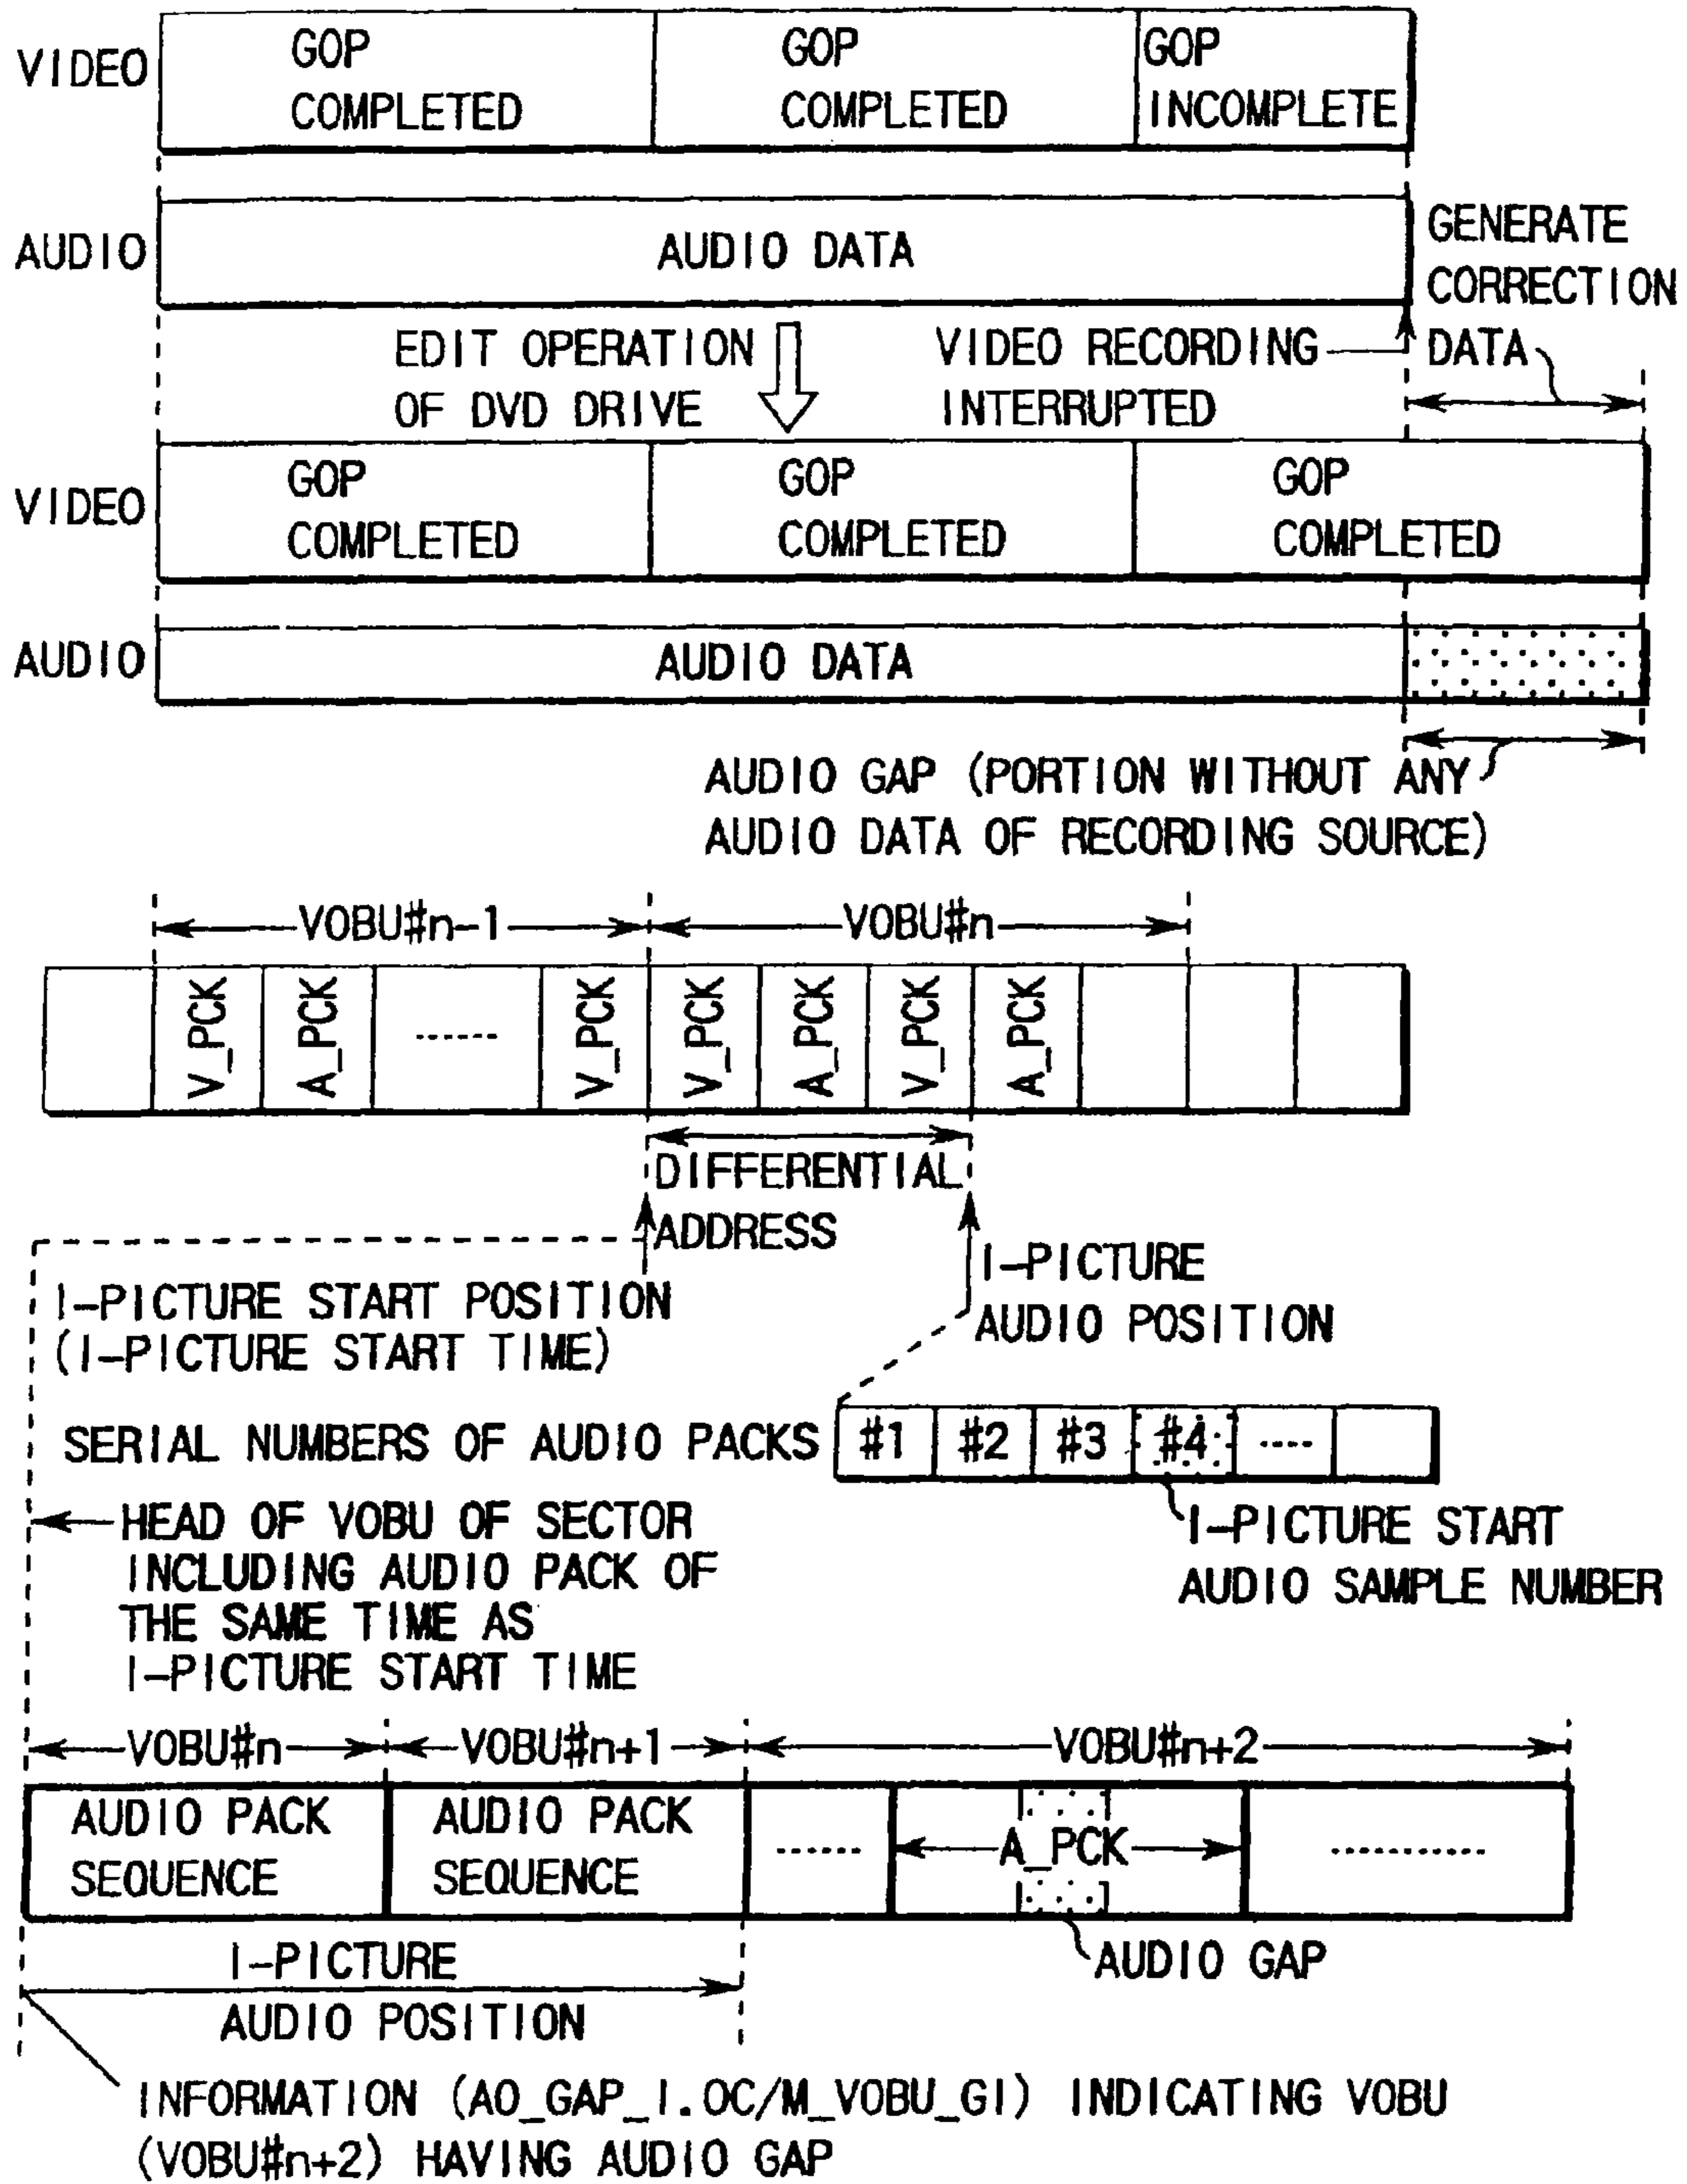 VIDEO
GOP
COMPLETED
GOP
COMPLETED
GOP
INCOMPLETE
AUDIO
AUDIO DATA
GENERATE
CORRECTION
DATA
EDIT OPERATION
OF DVD DRIVE
VIDEO RECORDING
INTERRUPTED
VIDEO
GOP
COMPLETED
GOP
COMPLETED
GOP
COMPLETED
AUDIO
AUDIO DATA
AUDIO GAP (PORTION WITHOUT ANY
AUDIO DATA OF RECORDING SOURCE)
VOBU#n-1
VOBU#n
V_PCK
A_PCK
------
V_PCK
V_PCK
A_PCK
V_PCK
A_PCK
DIFFERENTIAL
ADDRESS
I-PICTURE START POSITION
(I-PICTURE START TIME)
I-PICTURE
AUDIO POSITION
SERIAL NUMBERS OF AUDIO PACKS
#1
#2
#3
#4
----
I-PICTURE START
AUDIO SAMPLE NUMBER
HEAD OF VOBU OF SECTOR
INCLUDING AUDIO PACK OF
THE SAME TIME AS
I-PICTURE START TIME
VOBU#n
VOBU#n+1
VOBU#n+2
AUDIO PACK
SEQUENCE
AUDIO PACK
SEQUENCE
------
A_PCK
-----------
AUDIO GAP
I-PICTURE
AUDIO POSITION
INFORMATION (A0_GAP_I.OC/M_VOBU_GI) INDICATING VOBU
(VOBU#n+2) HAVING AUDIO GAP